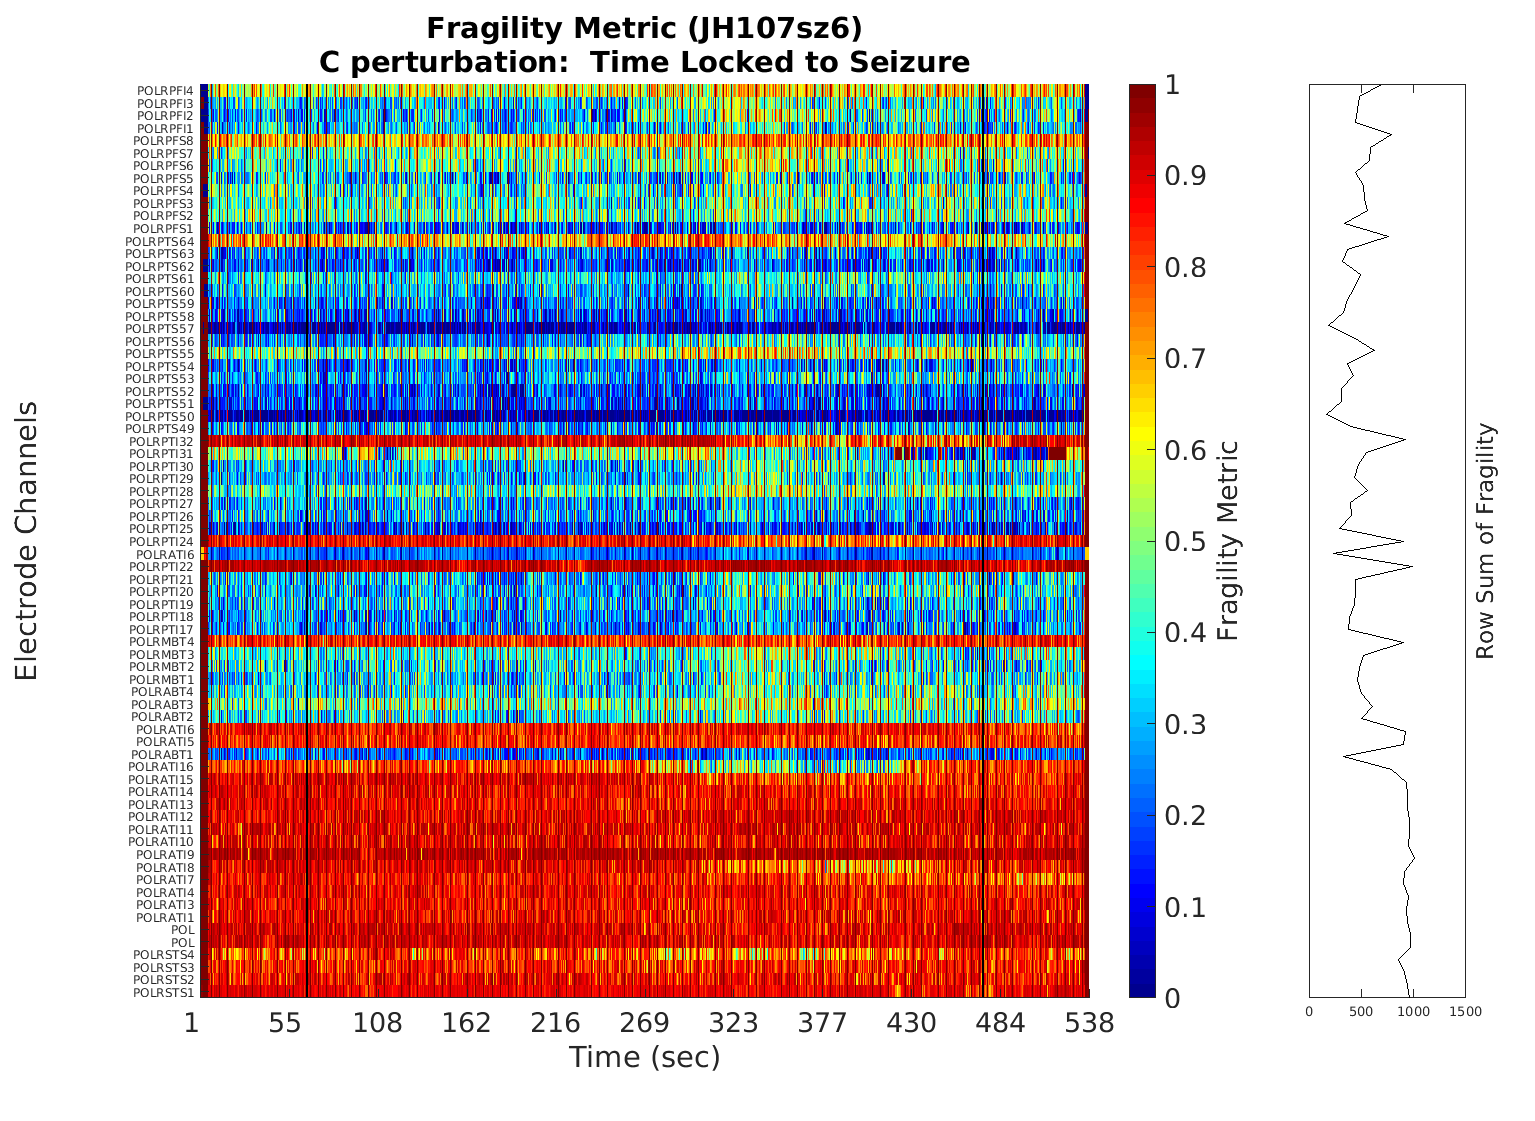 Fragility Metric (JH107sz6)
C perturbation:  Time Locked to Seizure
Electrode Channels
POLRPFI4
POLRPFI3
POLRPFI2
POLRPFI1
POLRPFS8
POLRPFS7
POLRPFS6
POLRPFS5
POLRPFS4
POLRPFS3
POLRPFS2
POLRPFS1
POLRPTS64
POLRPTS63
POLRPTS62
POLRPTS61
POLRPTS60
POLRPTS59
POLRPTS58
POLRPTS57
POLRPTS56
POLRPTS55
POLRPTS54
POLRPTS53
POLRPTS52
POLRPTS51
POLRPTS50
POLRPTS49
POLRPTI32
POLRPTI31
POLRPTI30
POLRPTI29
POLRPTI28
POLRPTI27
POLRPTI26
POLRPTI25
POLRPTI24
POLRATI6
POLRPTI22
POLRPTI21
POLRPTI20
POLRPTI19
POLRPTI18
POLRPTI17
POLRMBT4
POLRMBT3
POLRMBT2
POLRMBT1
POLRABT4
POLRABT3
POLRABT2
POLRATI6
POLRATI5
POLRABT1
POLRATI16
POLRATI15
POLRATI14
POLRATI13
POLRATI12
POLRATI11
POLRATI10
POLRATI9
POLRATI8
POLRATI7
POLRATI4
POLRATI3
POLRATI1
POL
POL
POLRSTS4
POLRSTS3
POLRSTS2
POLRSTS1
1 55 108 162 216 269 323 377 430 484 538
Time (sec)
1
0.9
0.8
0.7
0.6
0.5
0.4
0.3
0.2
0.1
0
Fragility Metric
0 500 1000 1500
Row Sum of Fragility